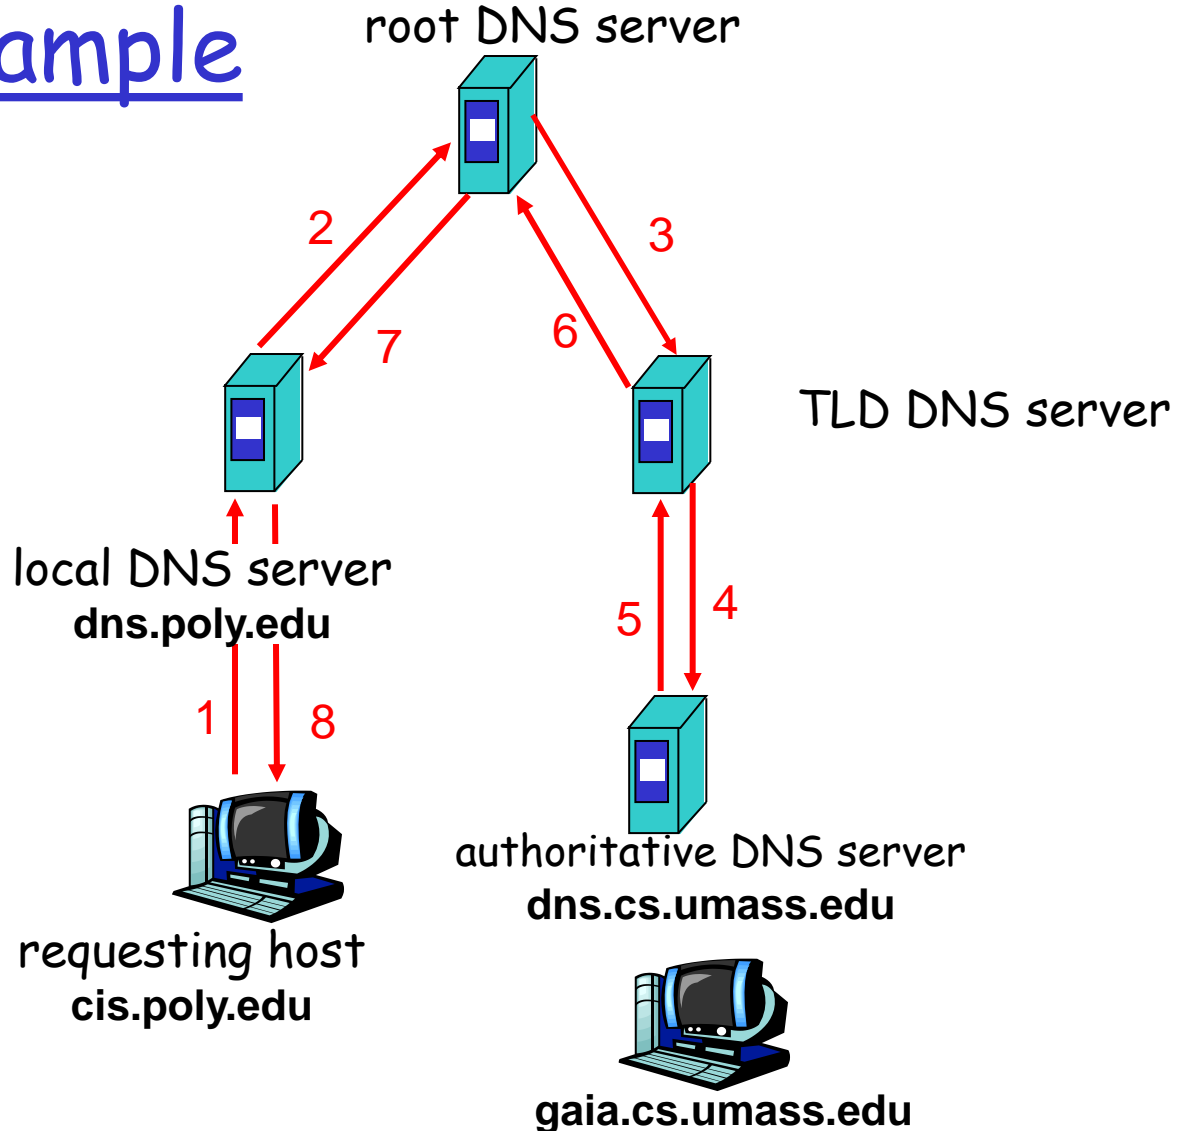 ample
root DNS server
2
3
7
6
TLD DNS server
local DNS server
dns.poly.edu
5
4
1
8
authoritative DNS server
dns.cs.umass.edu
requesting host
cis.poly.edu
gaia.cs.umass.edu